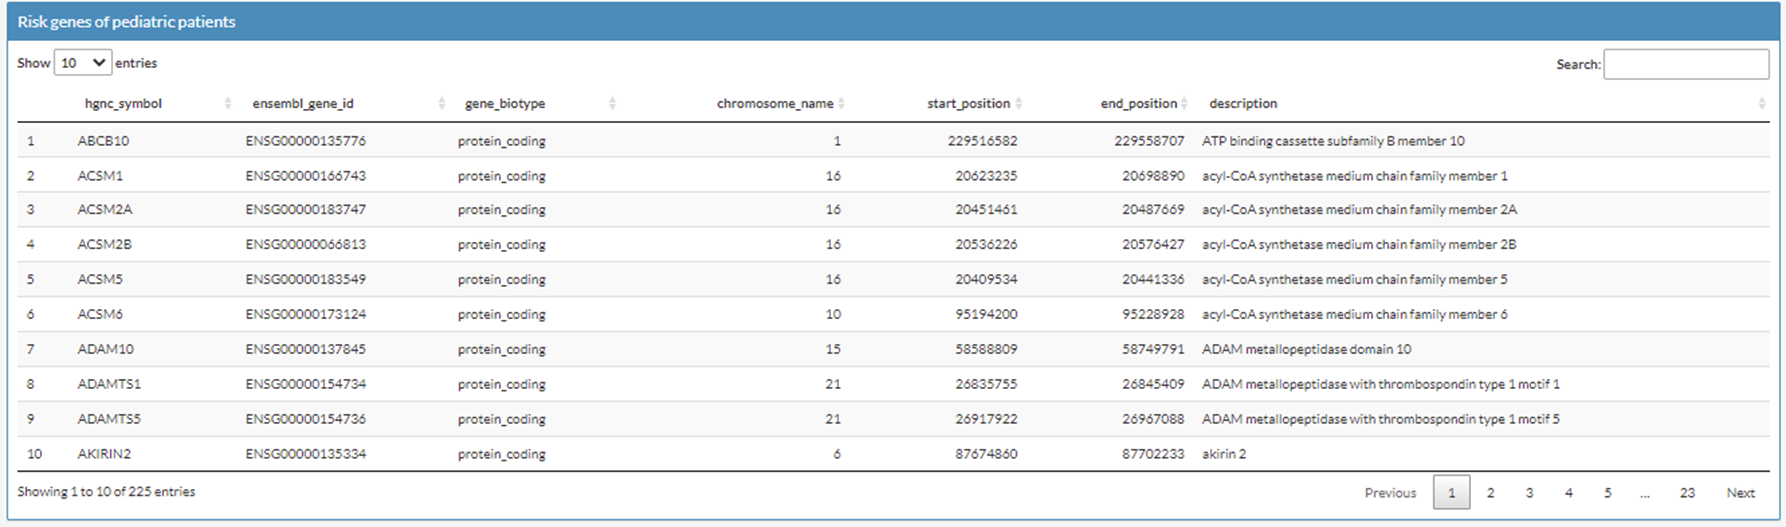 Risk genes of pediatric patients
Show 10 entries Search:
hgnc_symbol ensembl_gene_id gene_biotype chromosome_name start_position end_position description
1 ABCB10 ENSG00000135776 protein_coding 1 229516582 229558707 ATP binding cassette subfamily B member 10
2 ACSM1 ENSG00000166743 protein_coding 16 20623235 20698890 acyl-CoA synthetase medium chain family member 1
3 ACSM2A ENSG00000183747 protein_coding 16 20451461 20487669 acyl-CoA synthetase medium chain family member 2A
4 ACSM2B ENSG00000066813 protein_coding 16 20536226 20576427 acyl-CoA synthetase medium chain family member 2B
5 ACSM5 ENSG00000183549 protein_coding 16 20409534 20441336 acyl-CoA synthetase medium chain family member 5
6 ACSM6 ENSG00000173124 protein_coding 10 95194200 95228928 acyl-CoA synthetase medium chain family member 6
7 ADAM10 ENSG00000137845 protein_coding 15 58588809 58749791 ADAM metallopeptidase domain 10
8 ADAMTS1 ENSG00000154734 protein_coding 21 26835755 26845409 ADAM metallopeptidase with thrombospondin type 1 motif 1
9 ADAMTS5 ENSG00000154736 protein_coding 21 26917922 26967088 ADAM metallopeptidase with thrombospondin type 1 motif 5
10 AKIRIN2 ENSG00000135334 protein_coding 6 87674860 87702233 akirin 2
Showing 1 to 10 of 225 entries Previous 1 2 3 4 5 ... 23 Next